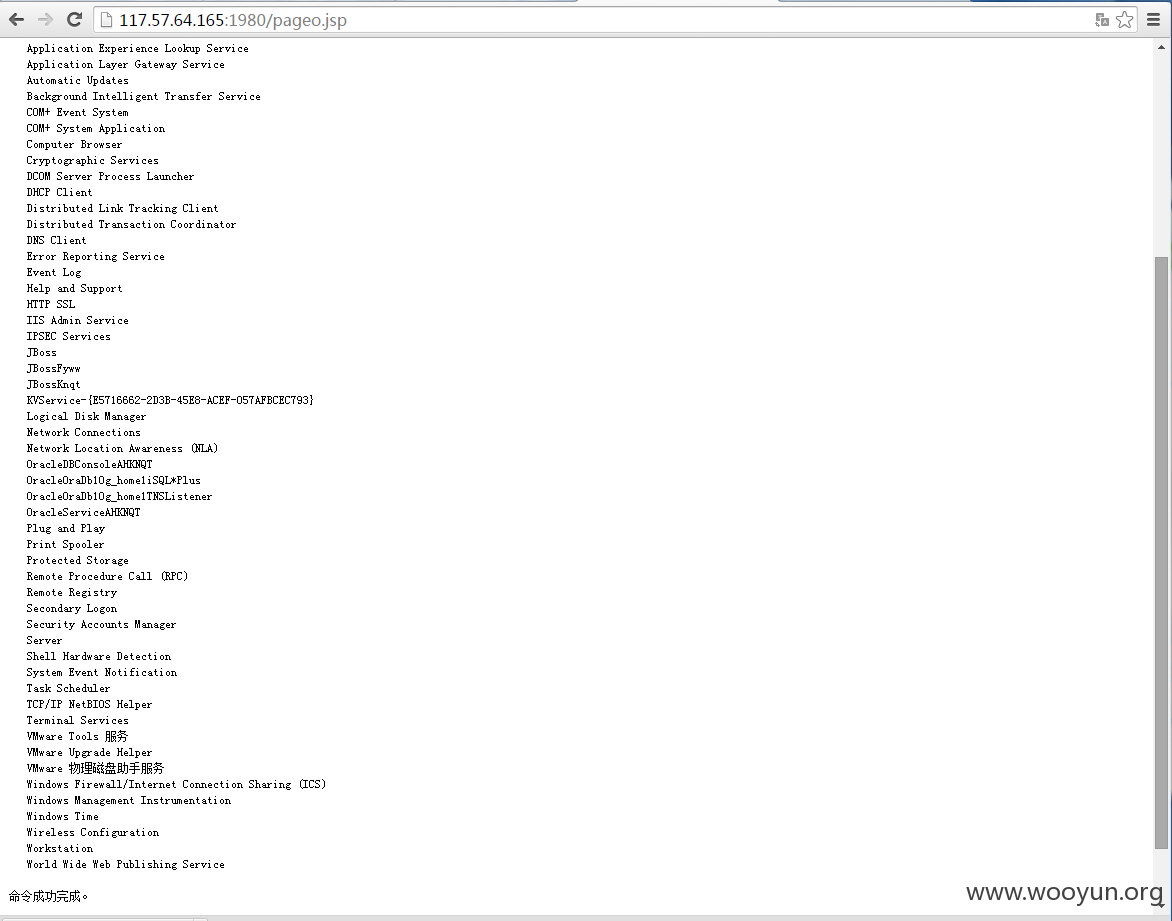 117.57.64.165:1980/pageo.jsp
Application Experience Lookup Service
Application Layer Gateway Service
Automatic Updates
Background Intelligent Transfer Service
COM+ Event System
COM+ System Application
Computer Browser
Cryptographic Services
DCOM Server Process Launcher
DHCP Client
Distributed Link Tracking Client
Distributed Transaction Coordinator
DNS Client
Error Reporting Service
Event Log
Help and Support
HTTP SSL
IIS Admin Service
IPSEC Services
JBoss
JBossFyww
JBossKnqt
KVService-{E5716662-2D3B-45E8-ACEF-057AFBCEC793}
Logical Disk Manager
Network Connections
Network Location Awareness (NLA)
OracleDBConsoleAHKNQT
OracleOraDb10g_home1iSQL*Plus
OracleOraDb10g_home1TNSListener
OracleServiceAHKNQT
Plug and Play
Print Spooler
Protected Storage
Remote Procedure Call (RPC)
Remote Registry
Secondary Logon
Security Accounts Manager
Server
Shell Hardware Detection
System Event Notification
Task Scheduler
TCP/IP NetBIOS Helper
Terminal Services
VMware Tools 服务
VMware Upgrade Helper
VMware 物理磁盘助手服务
Windows Firewall/Internet Connection Sharing (ICS)
Windows Management Instrumentation
Windows Time
Wireless Configuration
Workstation
World Wide Web Publishing Service
命令成功完成。
www.wooyun.org